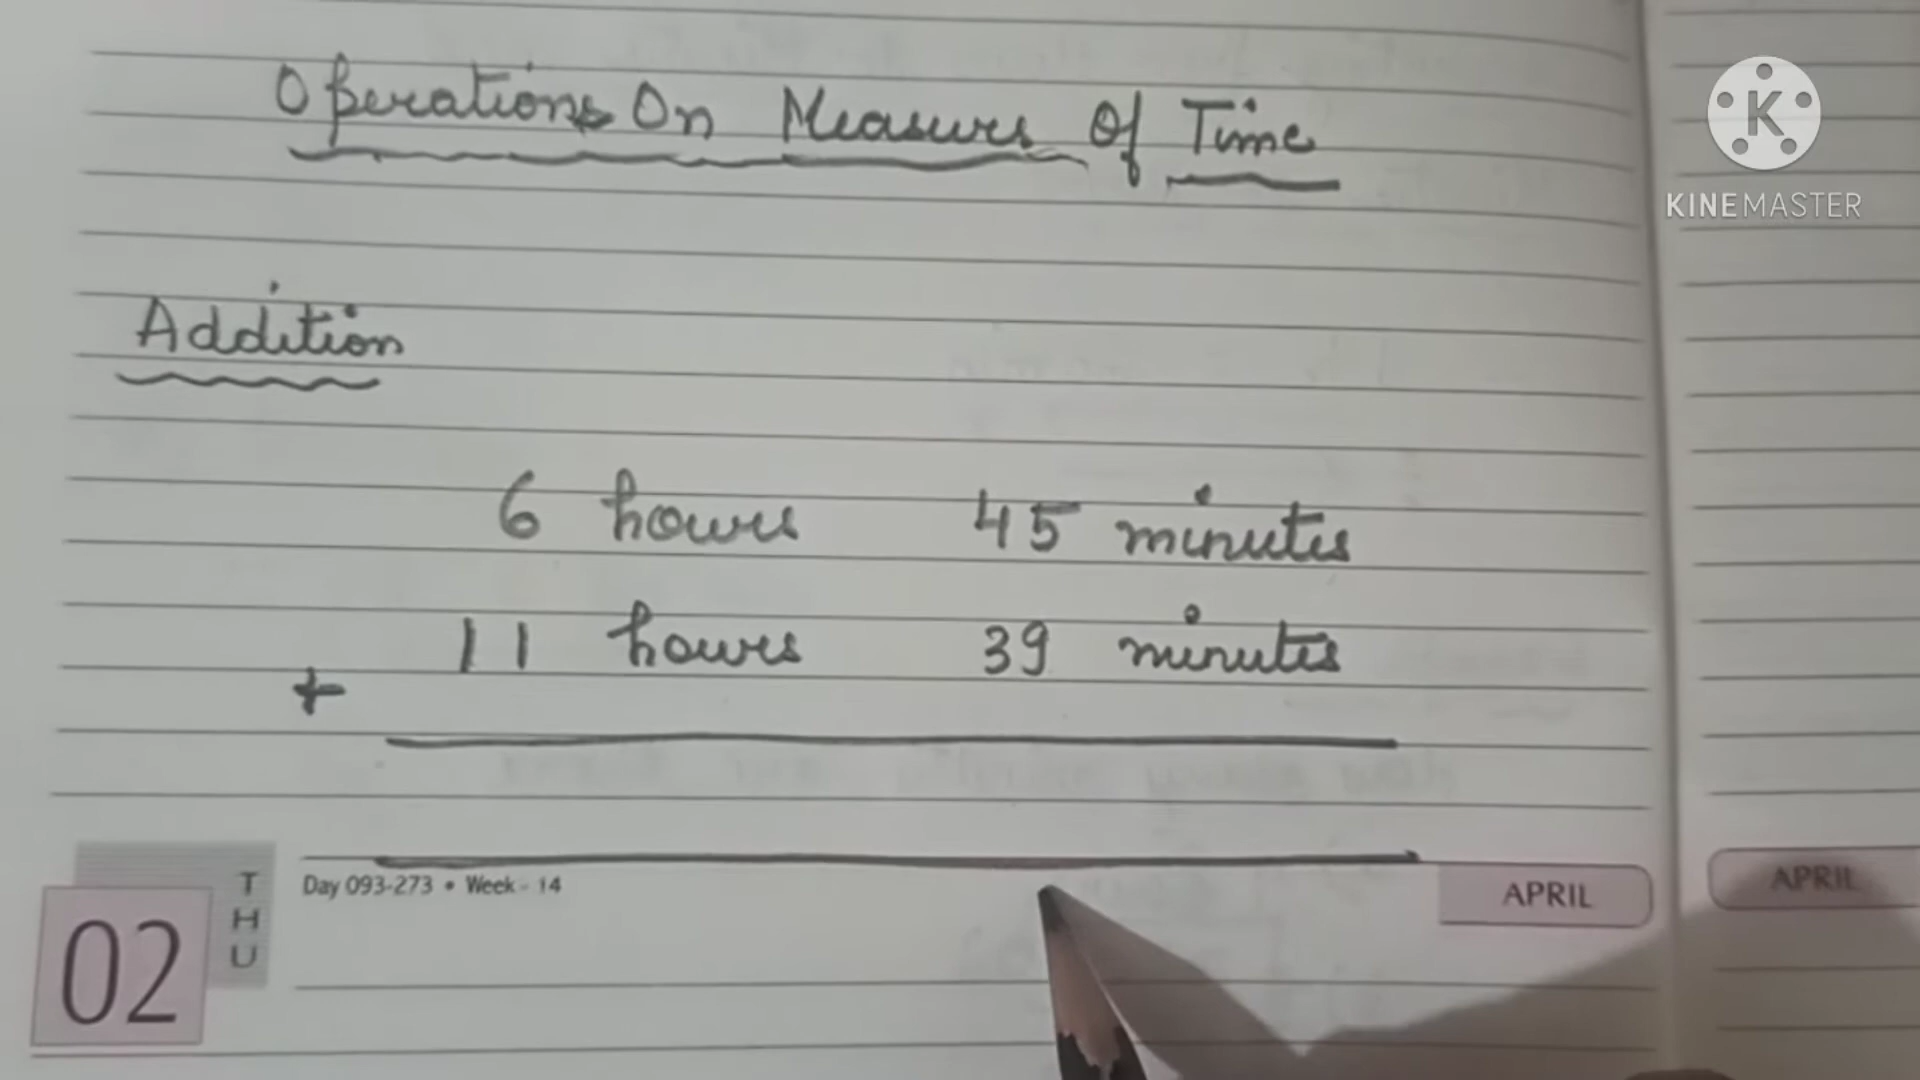 Operations On Measures Of Time
K
KINEMASTER
Addition
6 hours 45 minutes
11 hours 39 minutes
+
02
THU
Day 093-273 • Week - 14
APRIL
APRIL